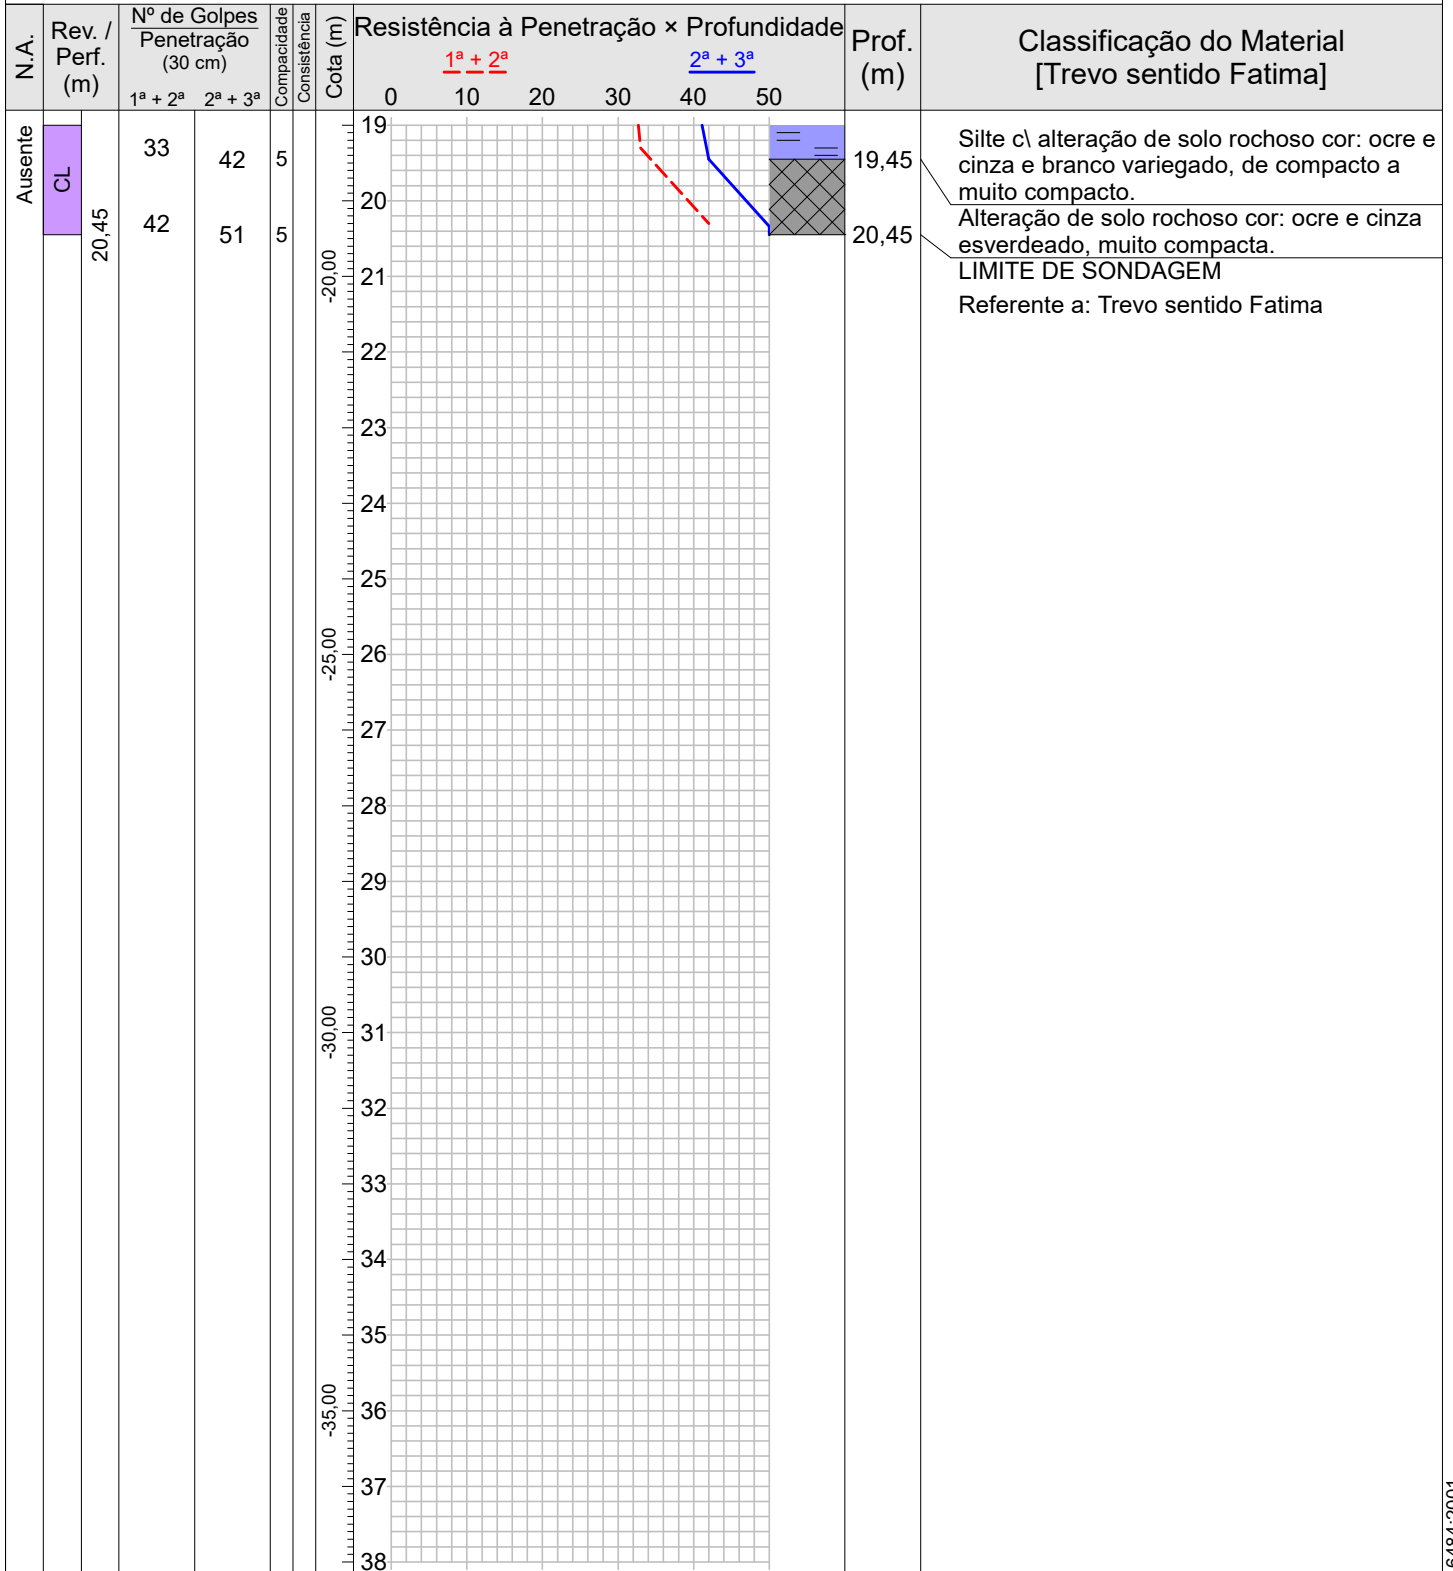 N.A.
Rev. /
Perf.
(m)
Nº de Golpes
Penetração
(30 cm)
1ª + 2ª 2ª + 3ª
Compacidade
Consistência
Cota (m)
Resistência à Penetração × Profundidade
1ª + 2ª 2ª + 3ª
0 10 20 30 40 50
Prof.
(m)
Classificação do Material
[Trevo sentido Fatima]
Ausente
CL
20,45
33
42
5
42
51
5
-20,00
-25,00
-30,00
-35,00
19
20
21
22
23
24
25
26
27
28
29
30
31
32
33
34
35
36
37
38
19,45
20,45
Silte c\ alteração de solo rochoso cor: ocre e
cinza e branco variegado, de compacto a
muito compacto.
Alteração de solo rochoso cor: ocre e cinza
esverdeado, muito compacta.
LIMITE DE SONDAGEM
Referente a: Trevo sentido Fatima
6484:2001